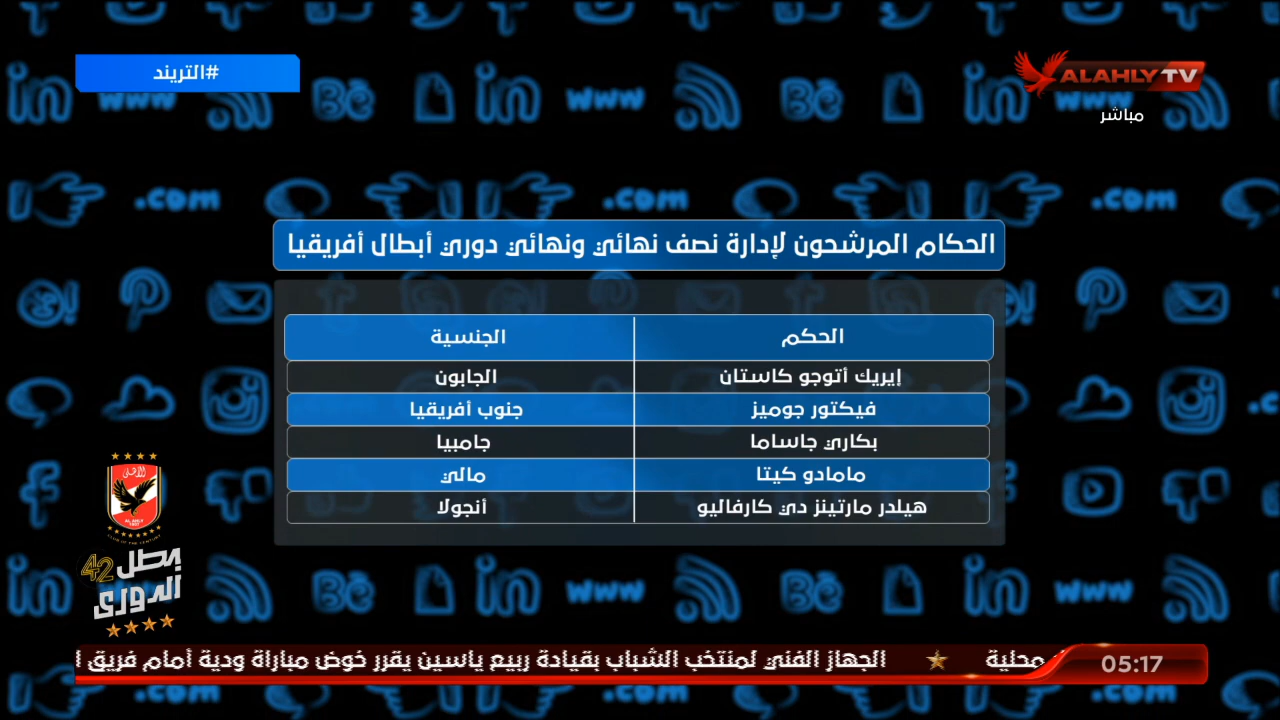 #التريند
ALAHLY TV
مباشر
الحكام المرشحون لإدارة نصف نهائي ونهائي دوري أبطال أفريقيا
الحكم الجنسية
إيريك أتوجو كاستان الجابون
فيكتور جوميز جنوب أفريقيا
بكاري جاساما جامبيا
مامادو كيتا مالي
هيلدر مارتينز دي كارفاليو أنجولا
بطل الدورى 42
محلية ★ الجهاز الفني لمنتخب الشباب بقيادة ربيع ياسين يقرر خوض مباراة ودية أمام فريق
05:17